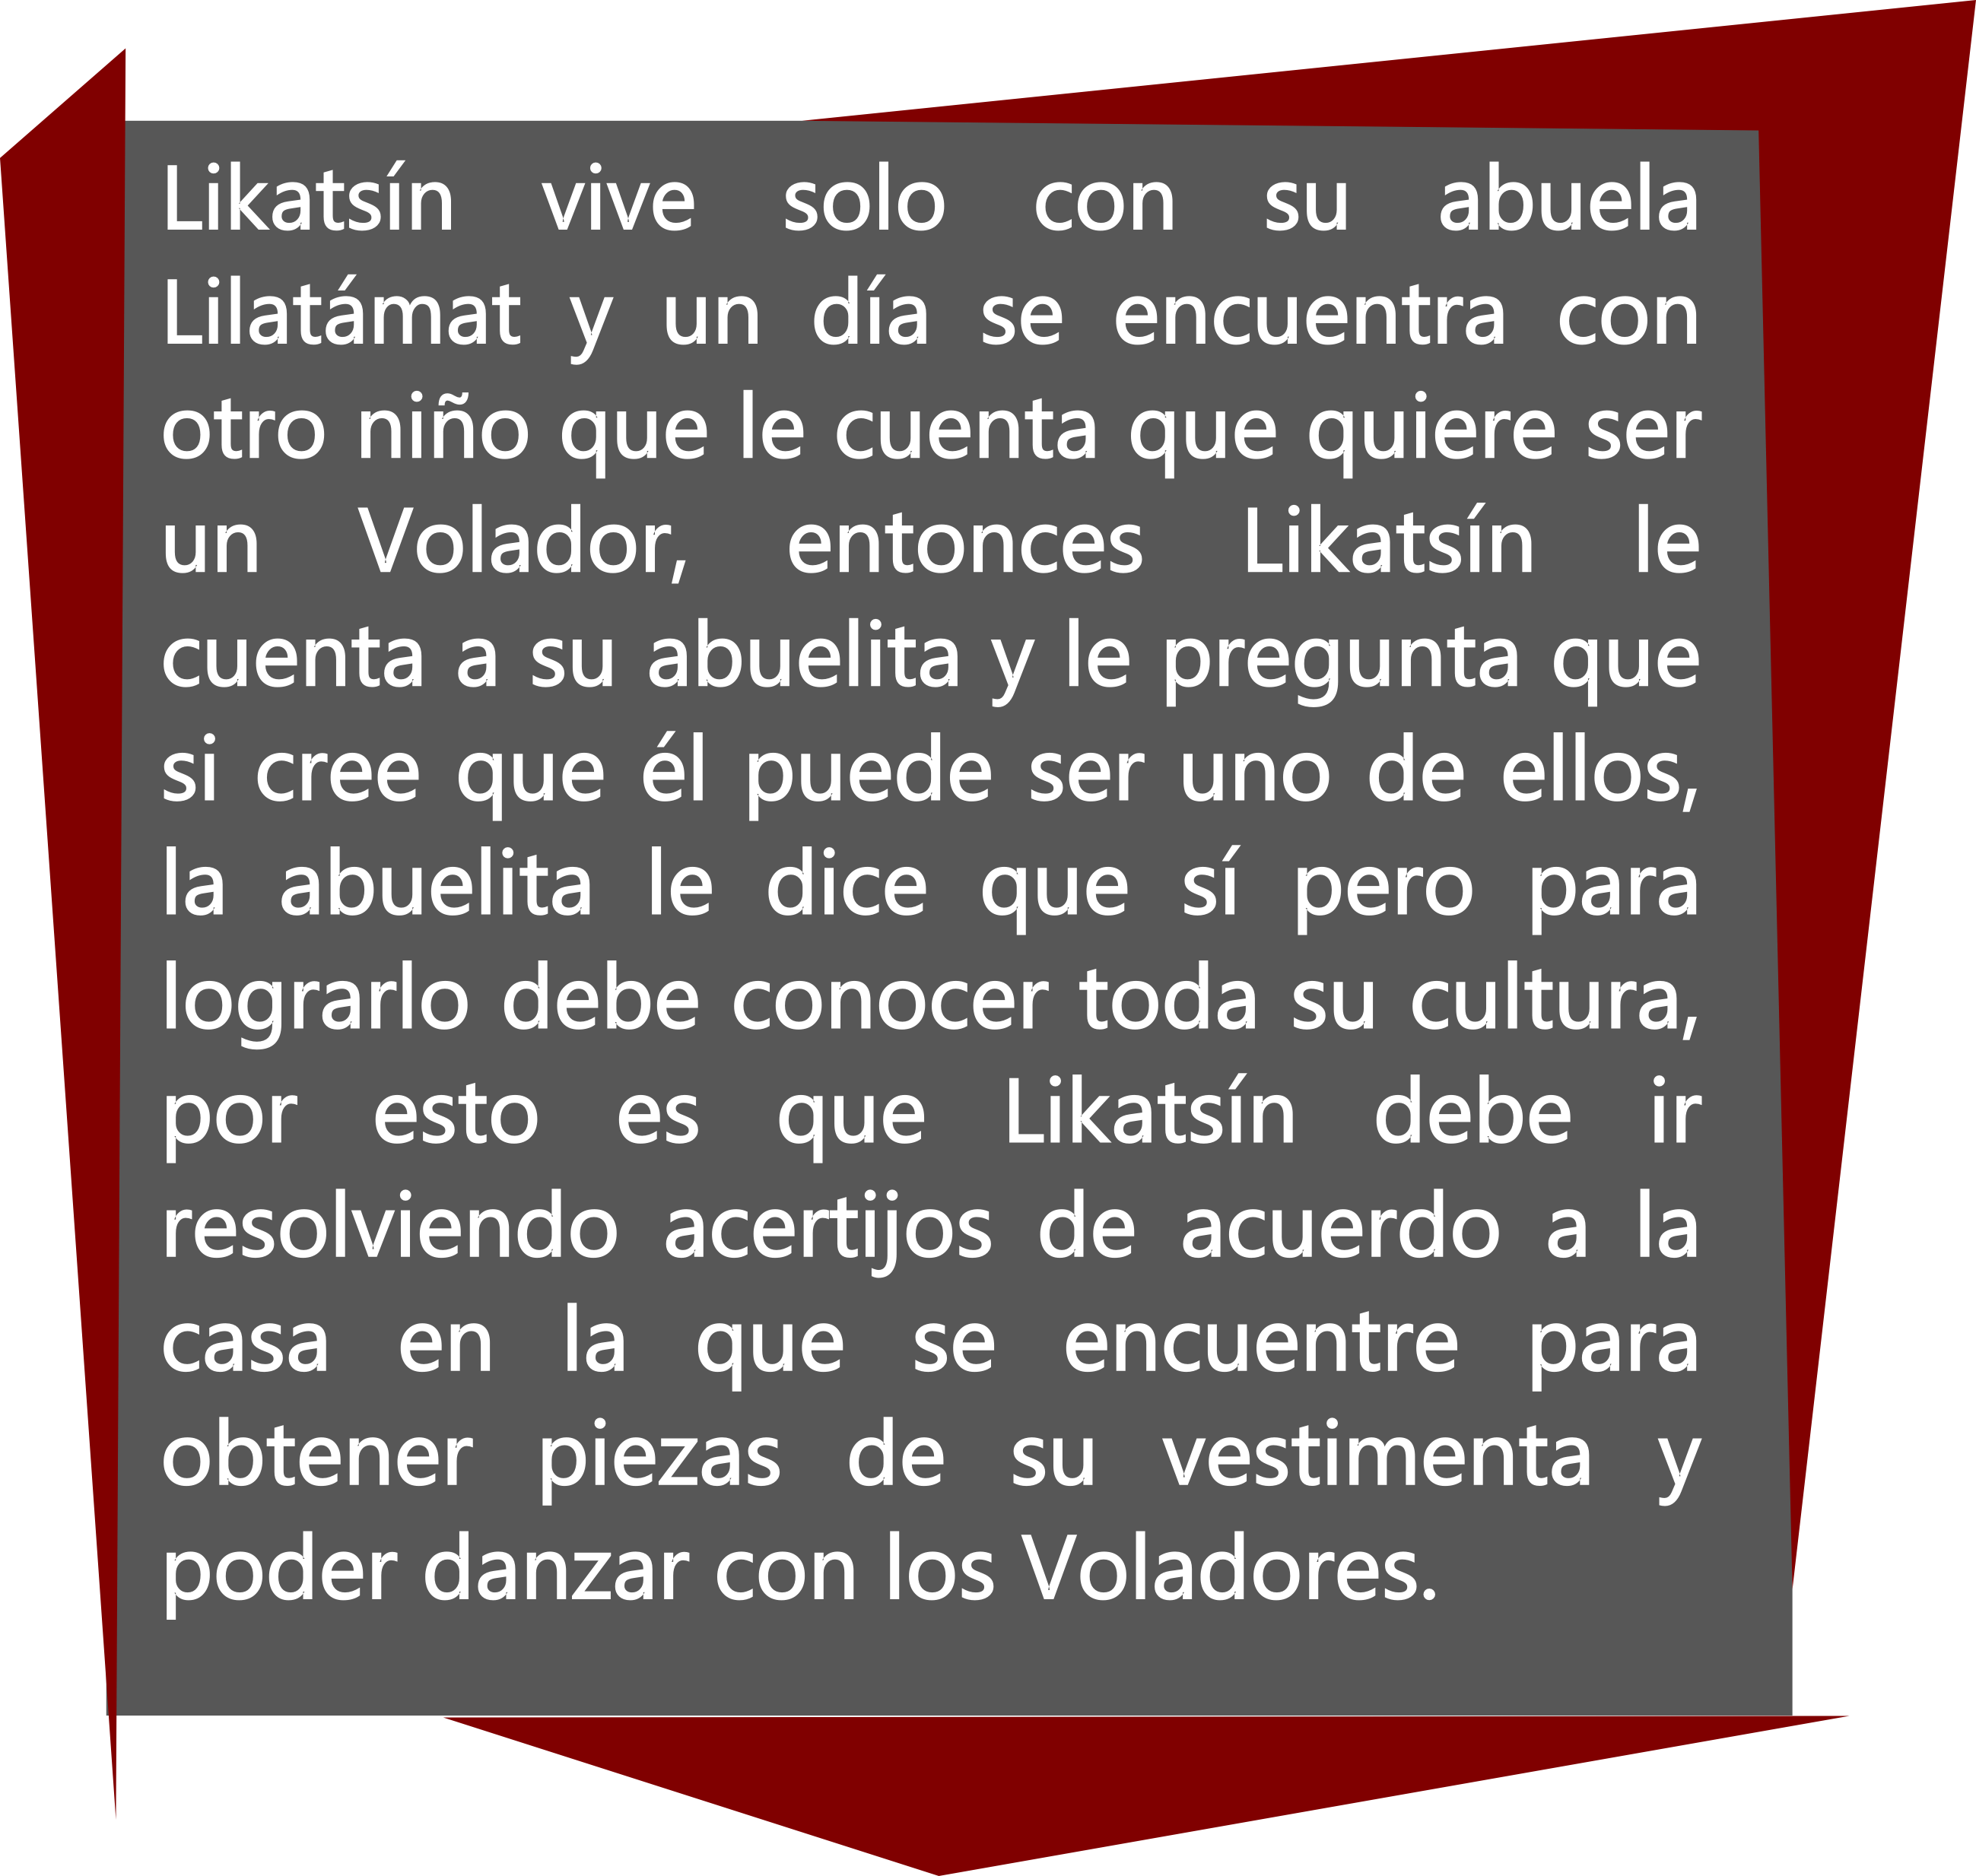 Likatsín vive solo con su abuela
Lilatámat y un día se encuentra con
otro niño que le cuenta que quiere ser
un Volador, entonces Likatsín le
cuenta a su abuelita y le pregunta que
si cree que él puede ser uno de ellos,
la abuelita le dice que sí pero para
lograrlo debe conocer toda su cultura,
por esto es que Likatsín debe ir
resolviendo acertijos de acuerdo a la
casa en la que se encuentre para
obtener piezas de su vestimenta y
poder danzar con los Voladores.